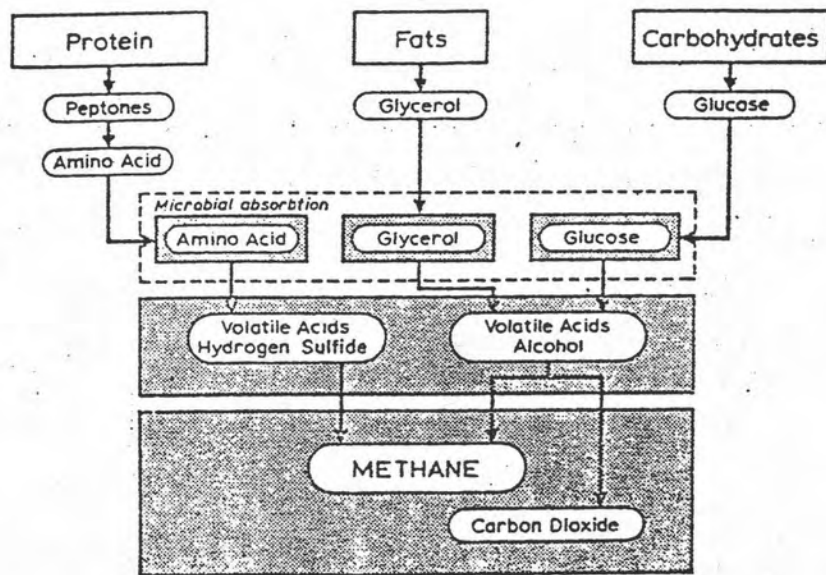 Protein
Fats
Carbohydrates
Peptones
Glycerol
Glucose
Amino Acid
Microbial absorbtion
Amino Acid
Glycerol
Glucose
Volatile Acids
Hydrogen Sulfide
Volatile Acids
Alcohol
METHANE
Carbon Dioxide